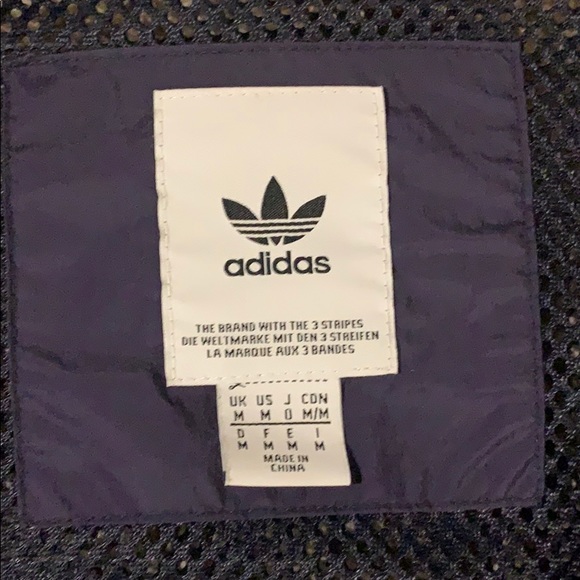 adidas
THE BRAND WITH THE 3 STRIPES
DIE WELTMARKE MIT DEN 3 STREIFEN
LA MARQUE AUX 3 BANDES
UK US J CDN
M M O M/M
D F E I
M M M M
MADE IN
CHINA